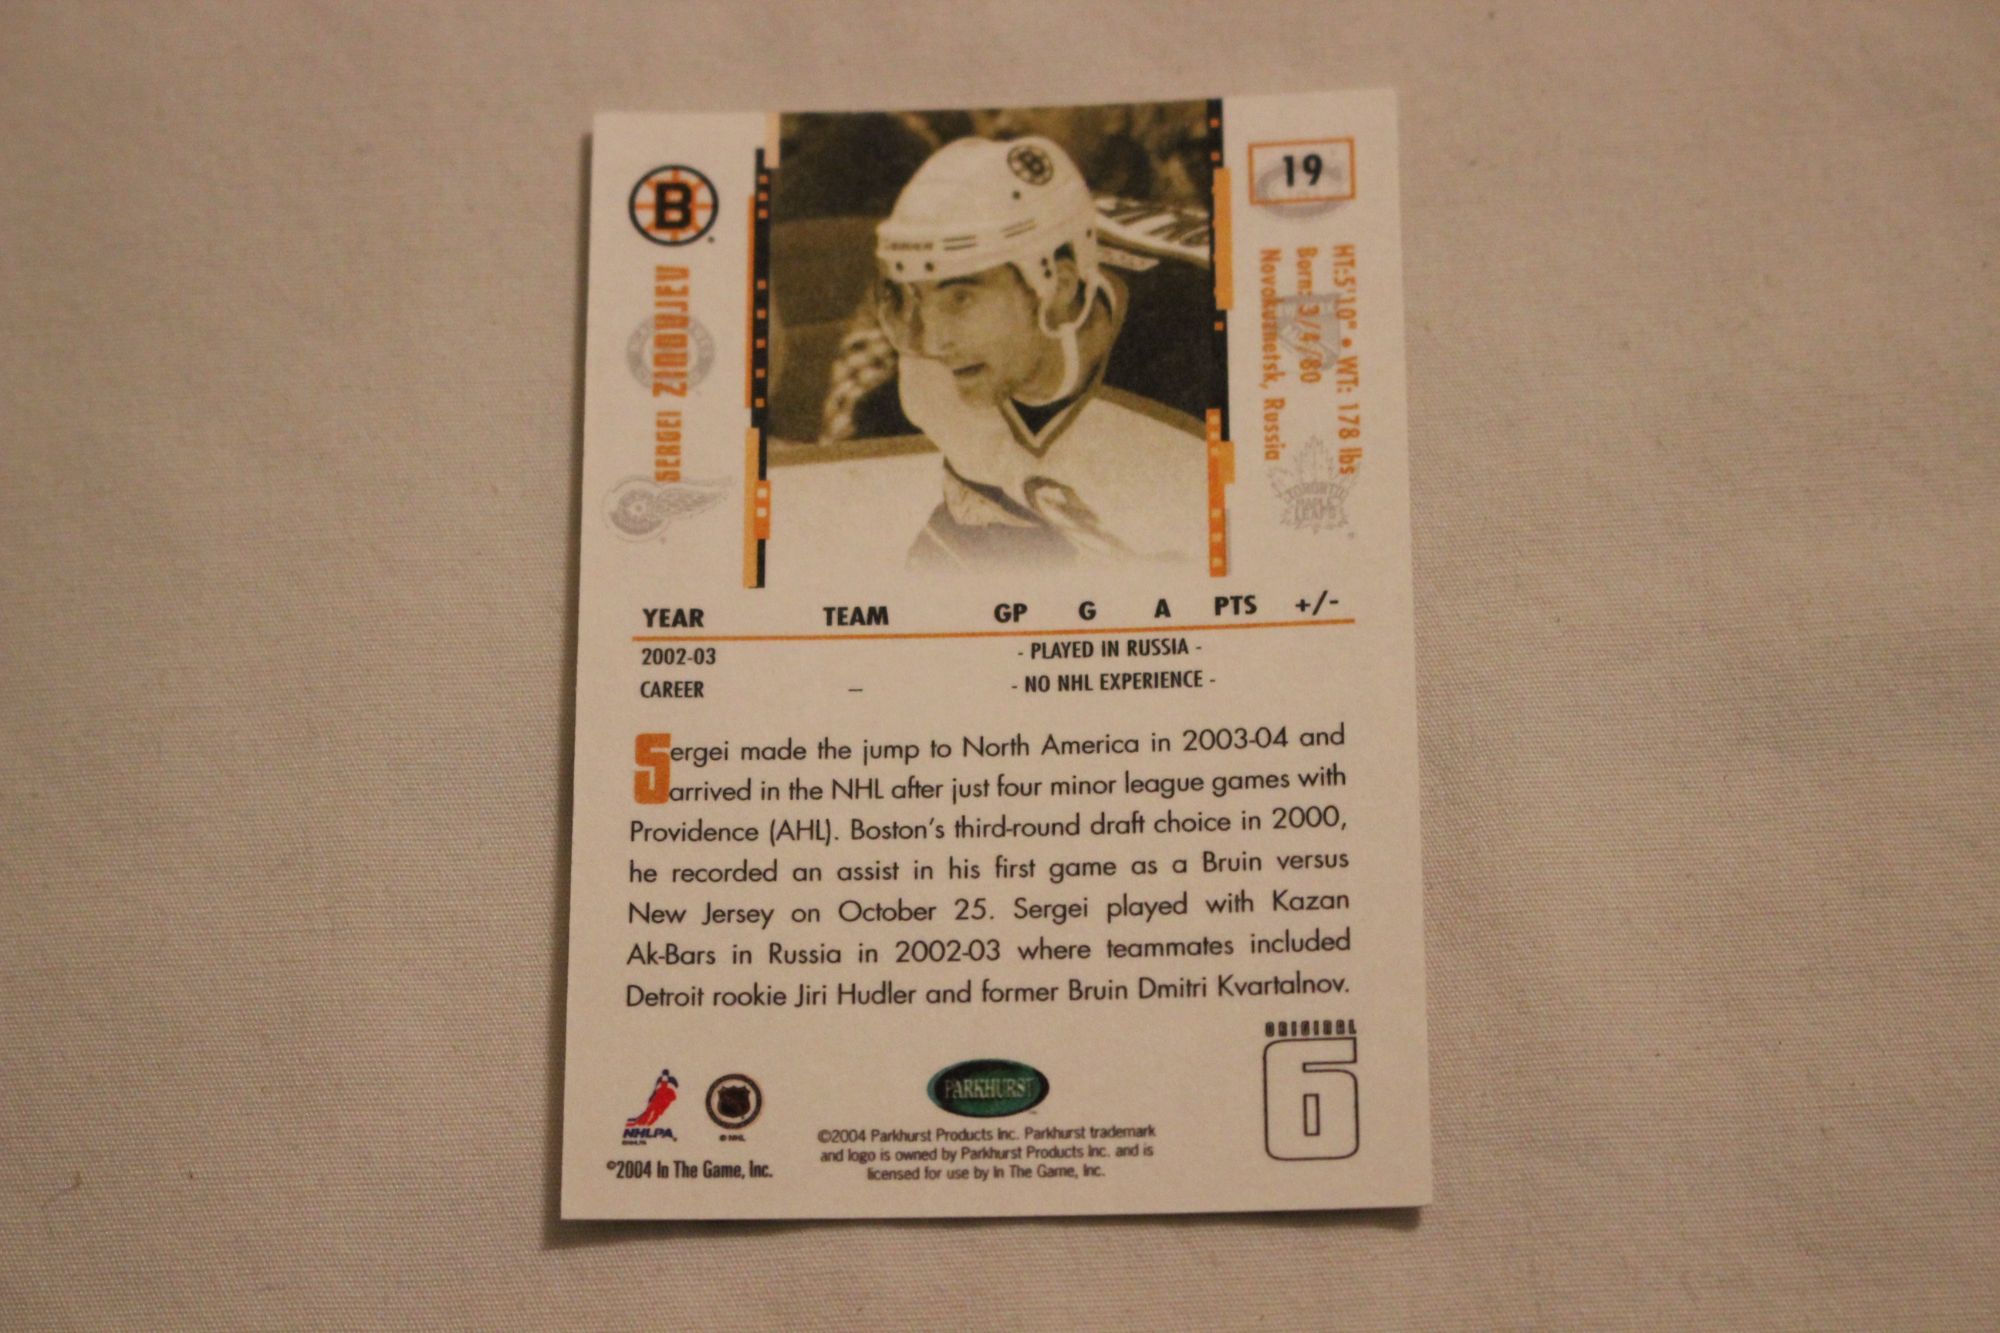 B
SERGEI ZINOVJEV
19
HT:5'10" • WT: 178 lbs
Born: 3/4/80
Novokuznetsk, Russia
TORONTO
YEAR TEAM GP G A PTS +/-
2002-03 - PLAYED IN RUSSIA -
CAREER – - NO NHL EXPERIENCE -
Sergei made the jump to North America in 2003-04 and
arrived in the NHL after just four minor league games with
Providence (AHL). Boston's third-round draft choice in 2000,
he recorded an assist in his first game as a Bruin versus
New Jersey on October 25. Sergei played with Kazan
Ak-Bars in Russia in 2002-03 where teammates included
Detroit rookie Jiri Hudler and former Bruin Dmitri Kvartalnov.
ORIGINAL
6
NHLPA
© NHL
©2004 In The Game, Inc.
PARKHURST
©2004 Parkhurst Products Inc. Parkhurst trademark
and logo is owned by Parkhurst Products Inc. and is
licensed for use by In The Game, Inc.